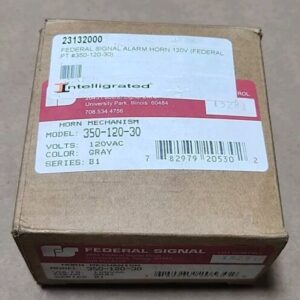 23132000
FEDERAL SIGNAL ALARM HORN 120V (FEDERAL
PT #350-120-30)
Intelligrated
University Park, Illinois 60484
708.534.4756
HORN MECHANISM
MODEL: 350-120-30
VOLTS: 120VAC
COLOR: GRAY
SERIES: B1
7 82979 20530 2
FEDERAL SIGNAL
HORN MECHANISM
MODEL: 350-120-30